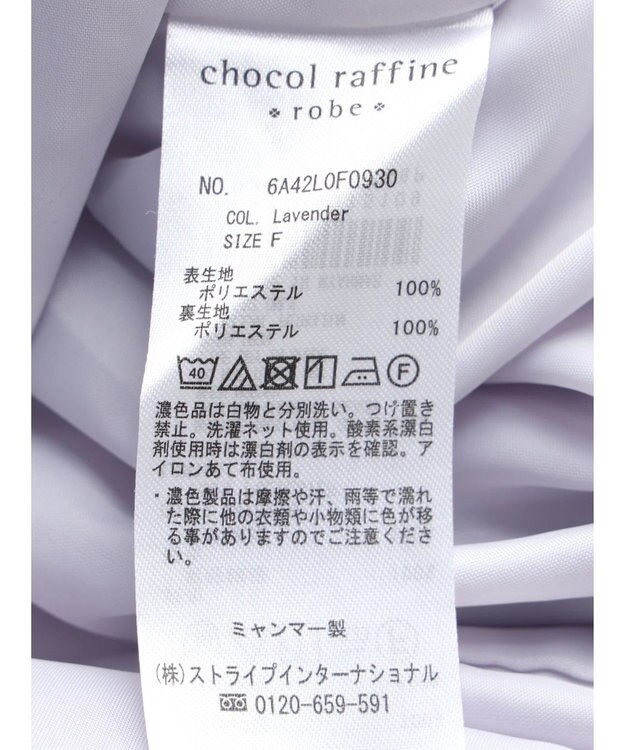 chocol raffine
robe
NO. 6A42L0F0930
COL. Lavender
SIZE F
表生地
ポリエステル 100%
裏生地
ポリエステル 100%
40 F
濃色品は白物と分別洗い。つけ置き
禁止。洗濯ネット使用。酸素系漂白
剤使用時は漂白剤の表示を確認。ア
イロンあて布使用。
・濃色製品は摩擦や汗、雨等で濡れ
た際に他の衣類や小物類に色が移
る事がありますのでご注意くださ
い。
ミャンマー製
(株)ストライプインターナショナル
0120-659-591